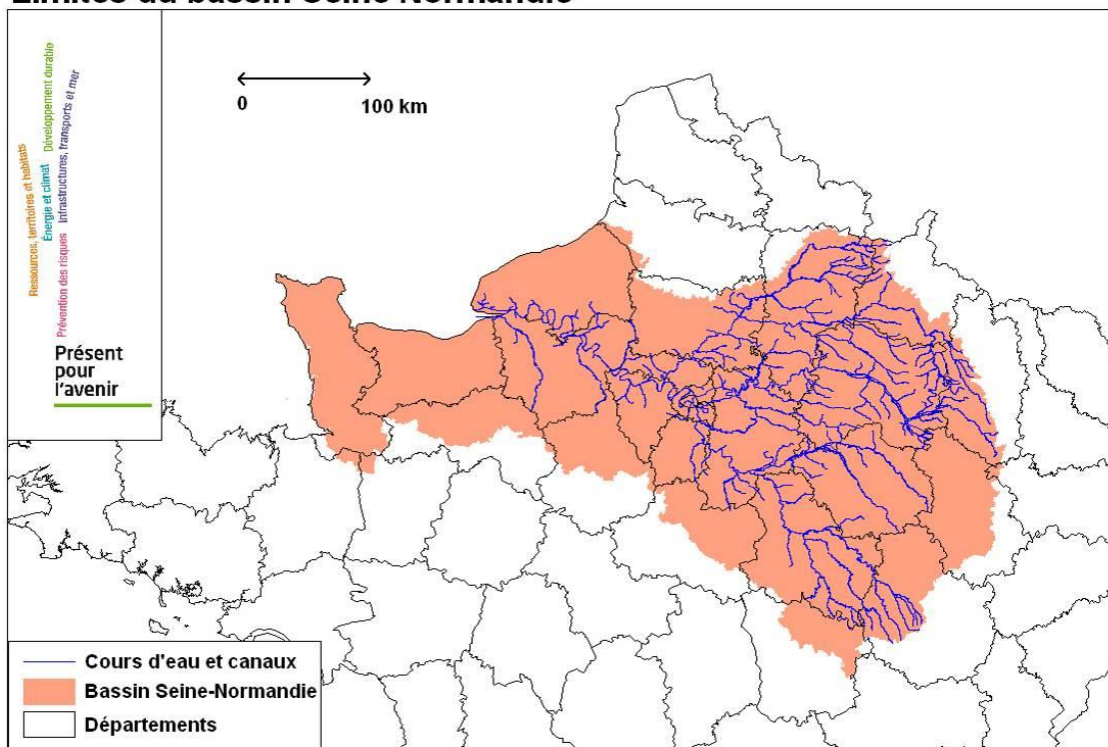 Limites du bassin Seine Normandie
Ressources, territoires et habitats
Énergie et climat Développement durable
Prévention des risques Infrastructures, transports et mer
Présent
pour
l'avenir
0 100 km
Cours d'eau et canaux
Bassin Seine-Normandie
Départements